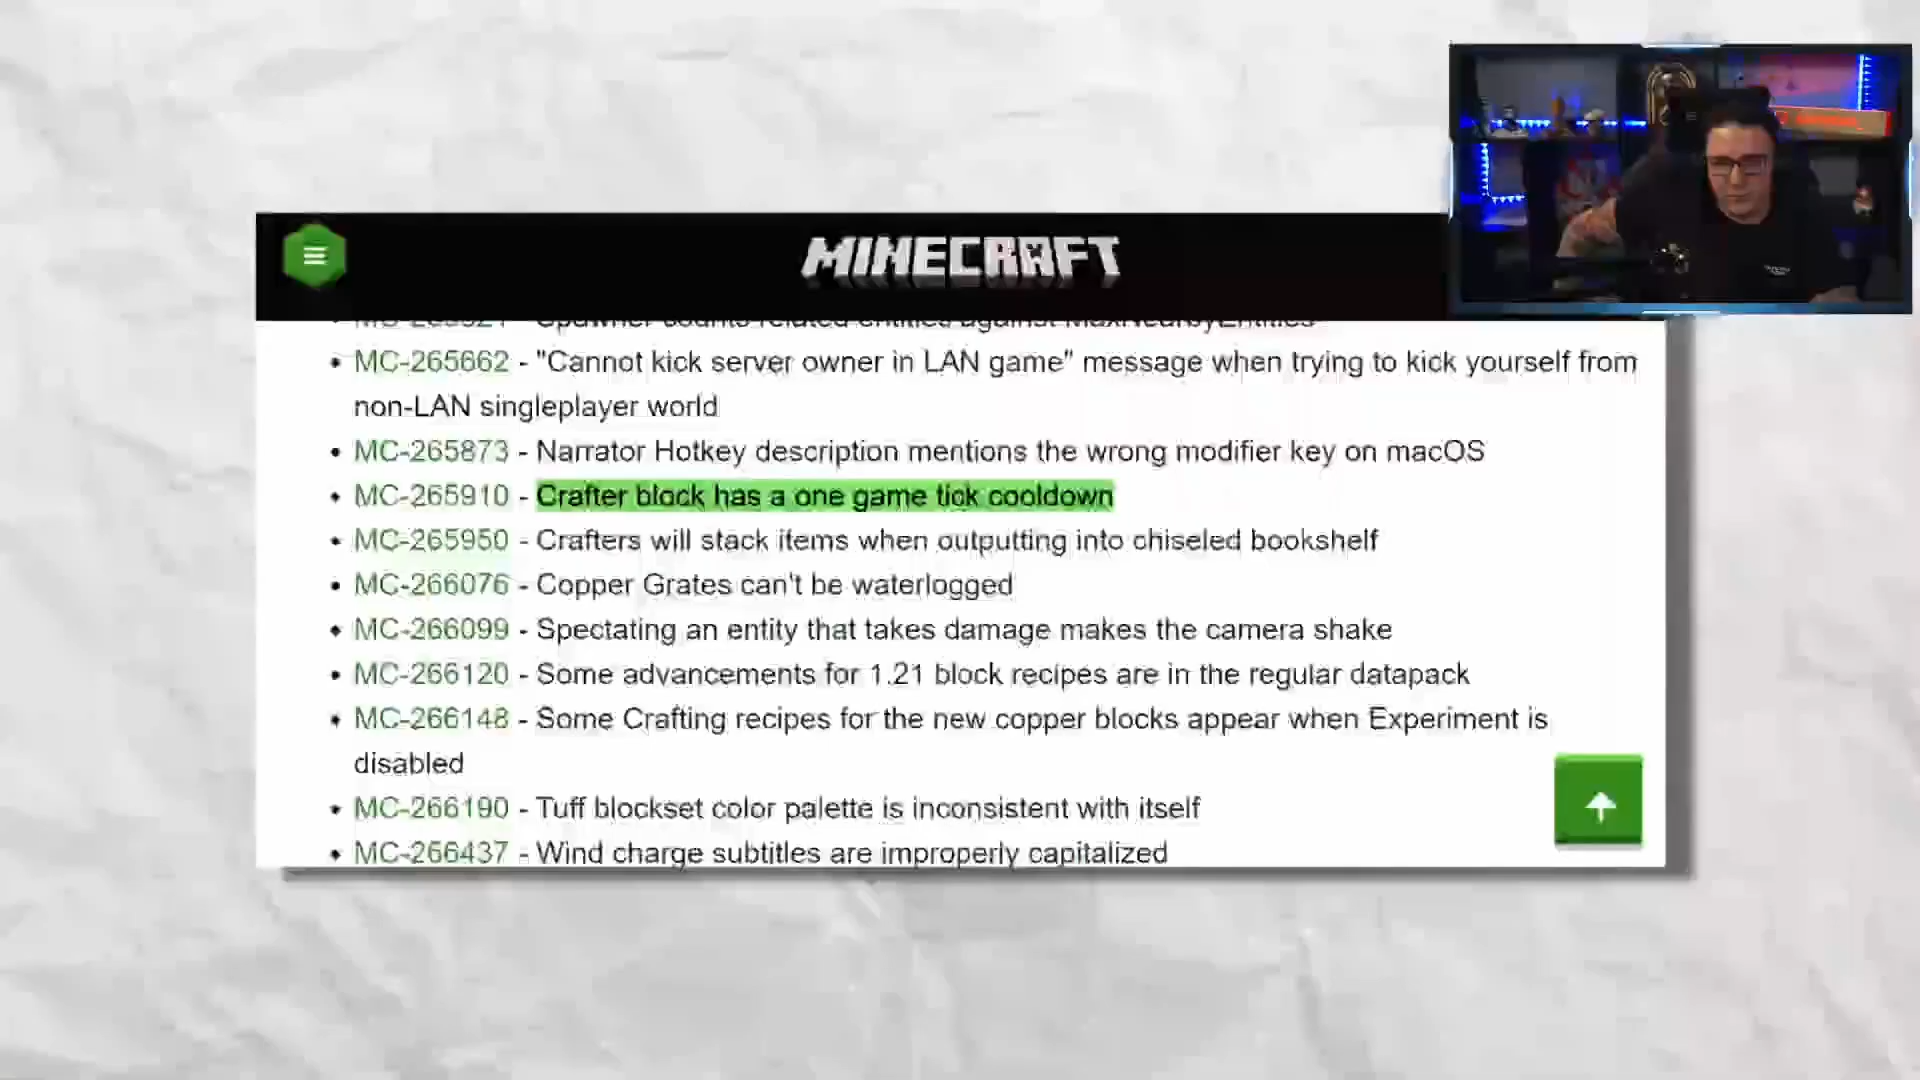 MINECRAFT
Spawner counts related entities against MaxNearbyEntities
• MC-265662 - "Cannot kick server owner in LAN game" message when trying to kick yourself from
non-LAN singleplayer world
• MC-265873 - Narrator Hotkey description mentions the wrong modifier key on macOS
• MC-265910 - Crafter block has a one game tick cooldown
• MC-265950 - Crafters will stack items when outputting into chiseled bookshelf
• MC-266076 - Copper Grates can't be waterlogged
• MC-266099 - Spectating an entity that takes damage makes the camera shake
• MC-266120 - Some advancements for 1.21 block recipes are in the regular datapack
• MC-266148 - Some Crafting recipes for the new copper blocks appear when Experiment is
disabled
• MC-266190 - Tuff blockset color palette is inconsistent with itself
• MC-266437 - Wind charge subtitles are improperly capitalized